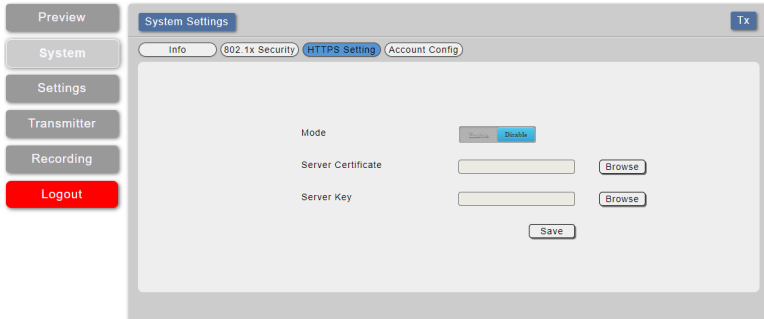 Preview
System
Settings
Transmitter
Recording
Logout
System Settings
Tx
Info
802.1x Security
HTTPS Setting
Account Config
Mode
Enable Disable
Server Certificate
Browse
Server Key
Browse
Save